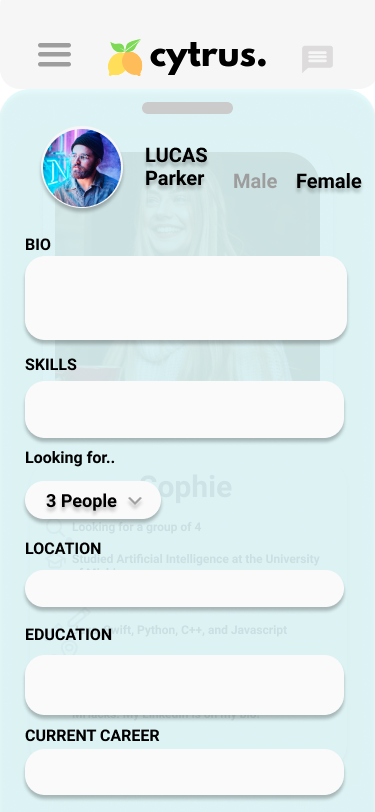 cytrus.
LUCAS
Parker
Male Female
BIO
SKILLS
Looking for..
3 People
Sophie
Looking for a group of 4
LOCATION
Studied Artificial Intelligence at the University
Swift, Python, C++, and Javascript
EDUCATION
CURRENT CAREER